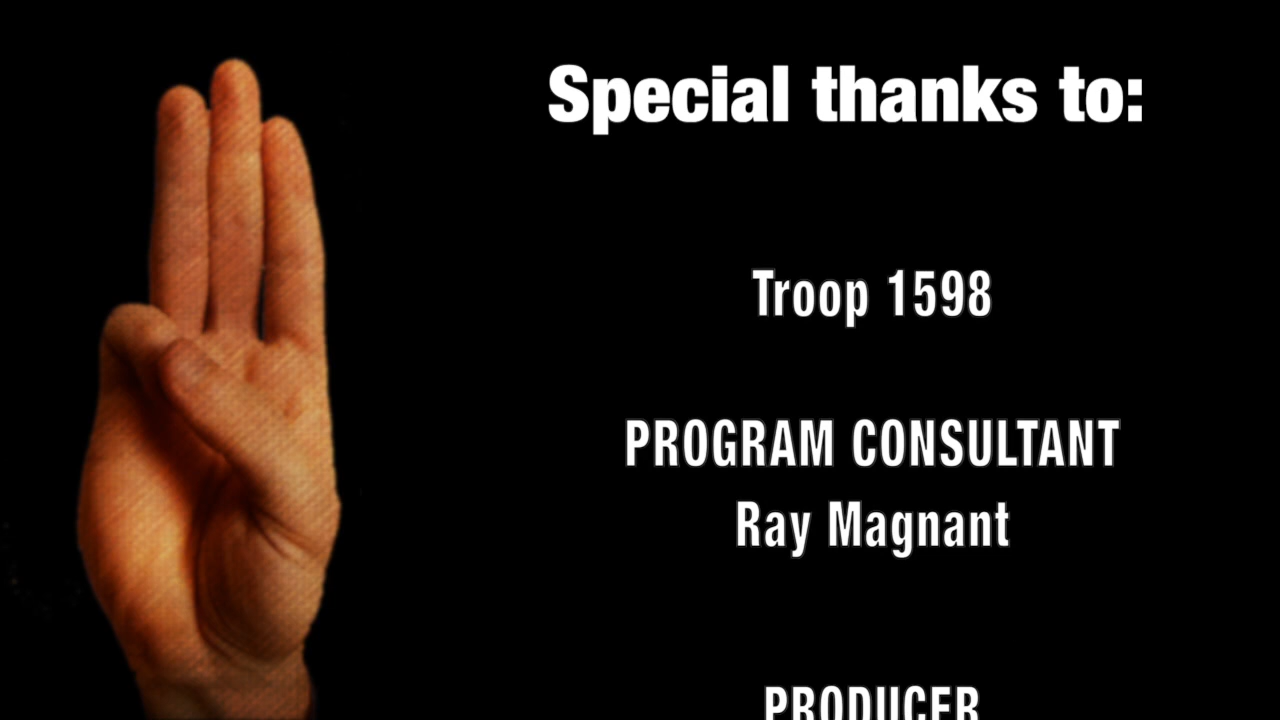 Special thanks to:
Troop 1598
PROGRAM CONSULTANT
Ray Magnant
PRODUCER